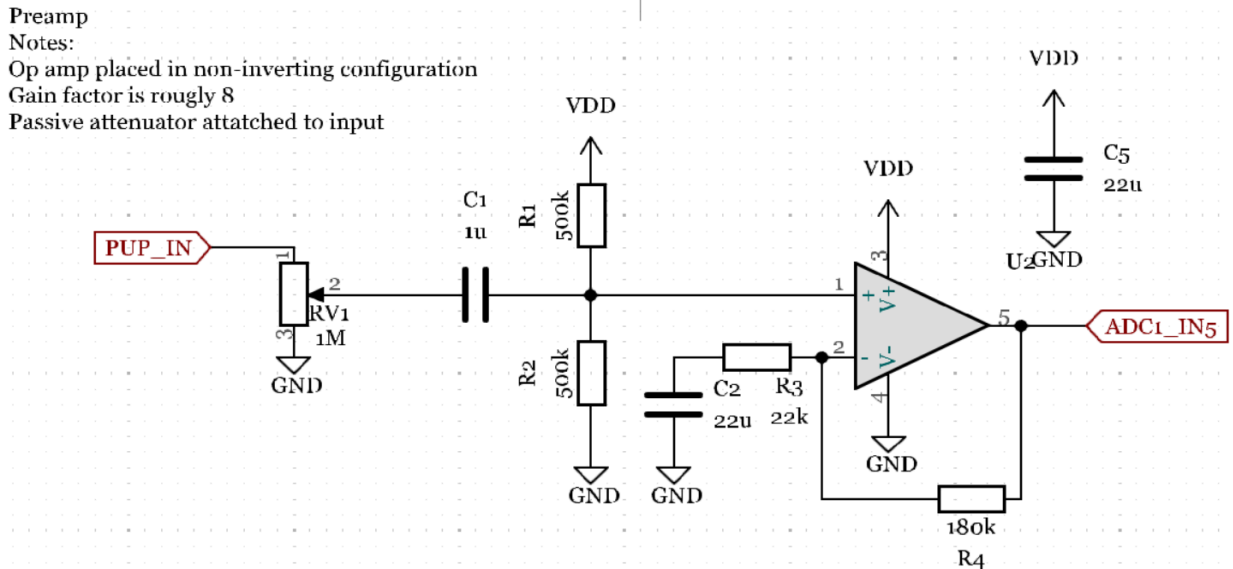 Preamp
Notes:
Op amp placed in non-inverting configuration
Gain factor is rougly 8
Passive attenuator attatched to input
VDD
C5
22u
GND
VDD
R1
500k
C1
1u
PUP_IN
1
2
3
RV1
1M
GND
R2
500k
GND
C2
22u
GND
R3
22k
VDD
3
U2
1
+
V+
2
-
V-
4
5
GND
ADC1_IN5
180k
R4